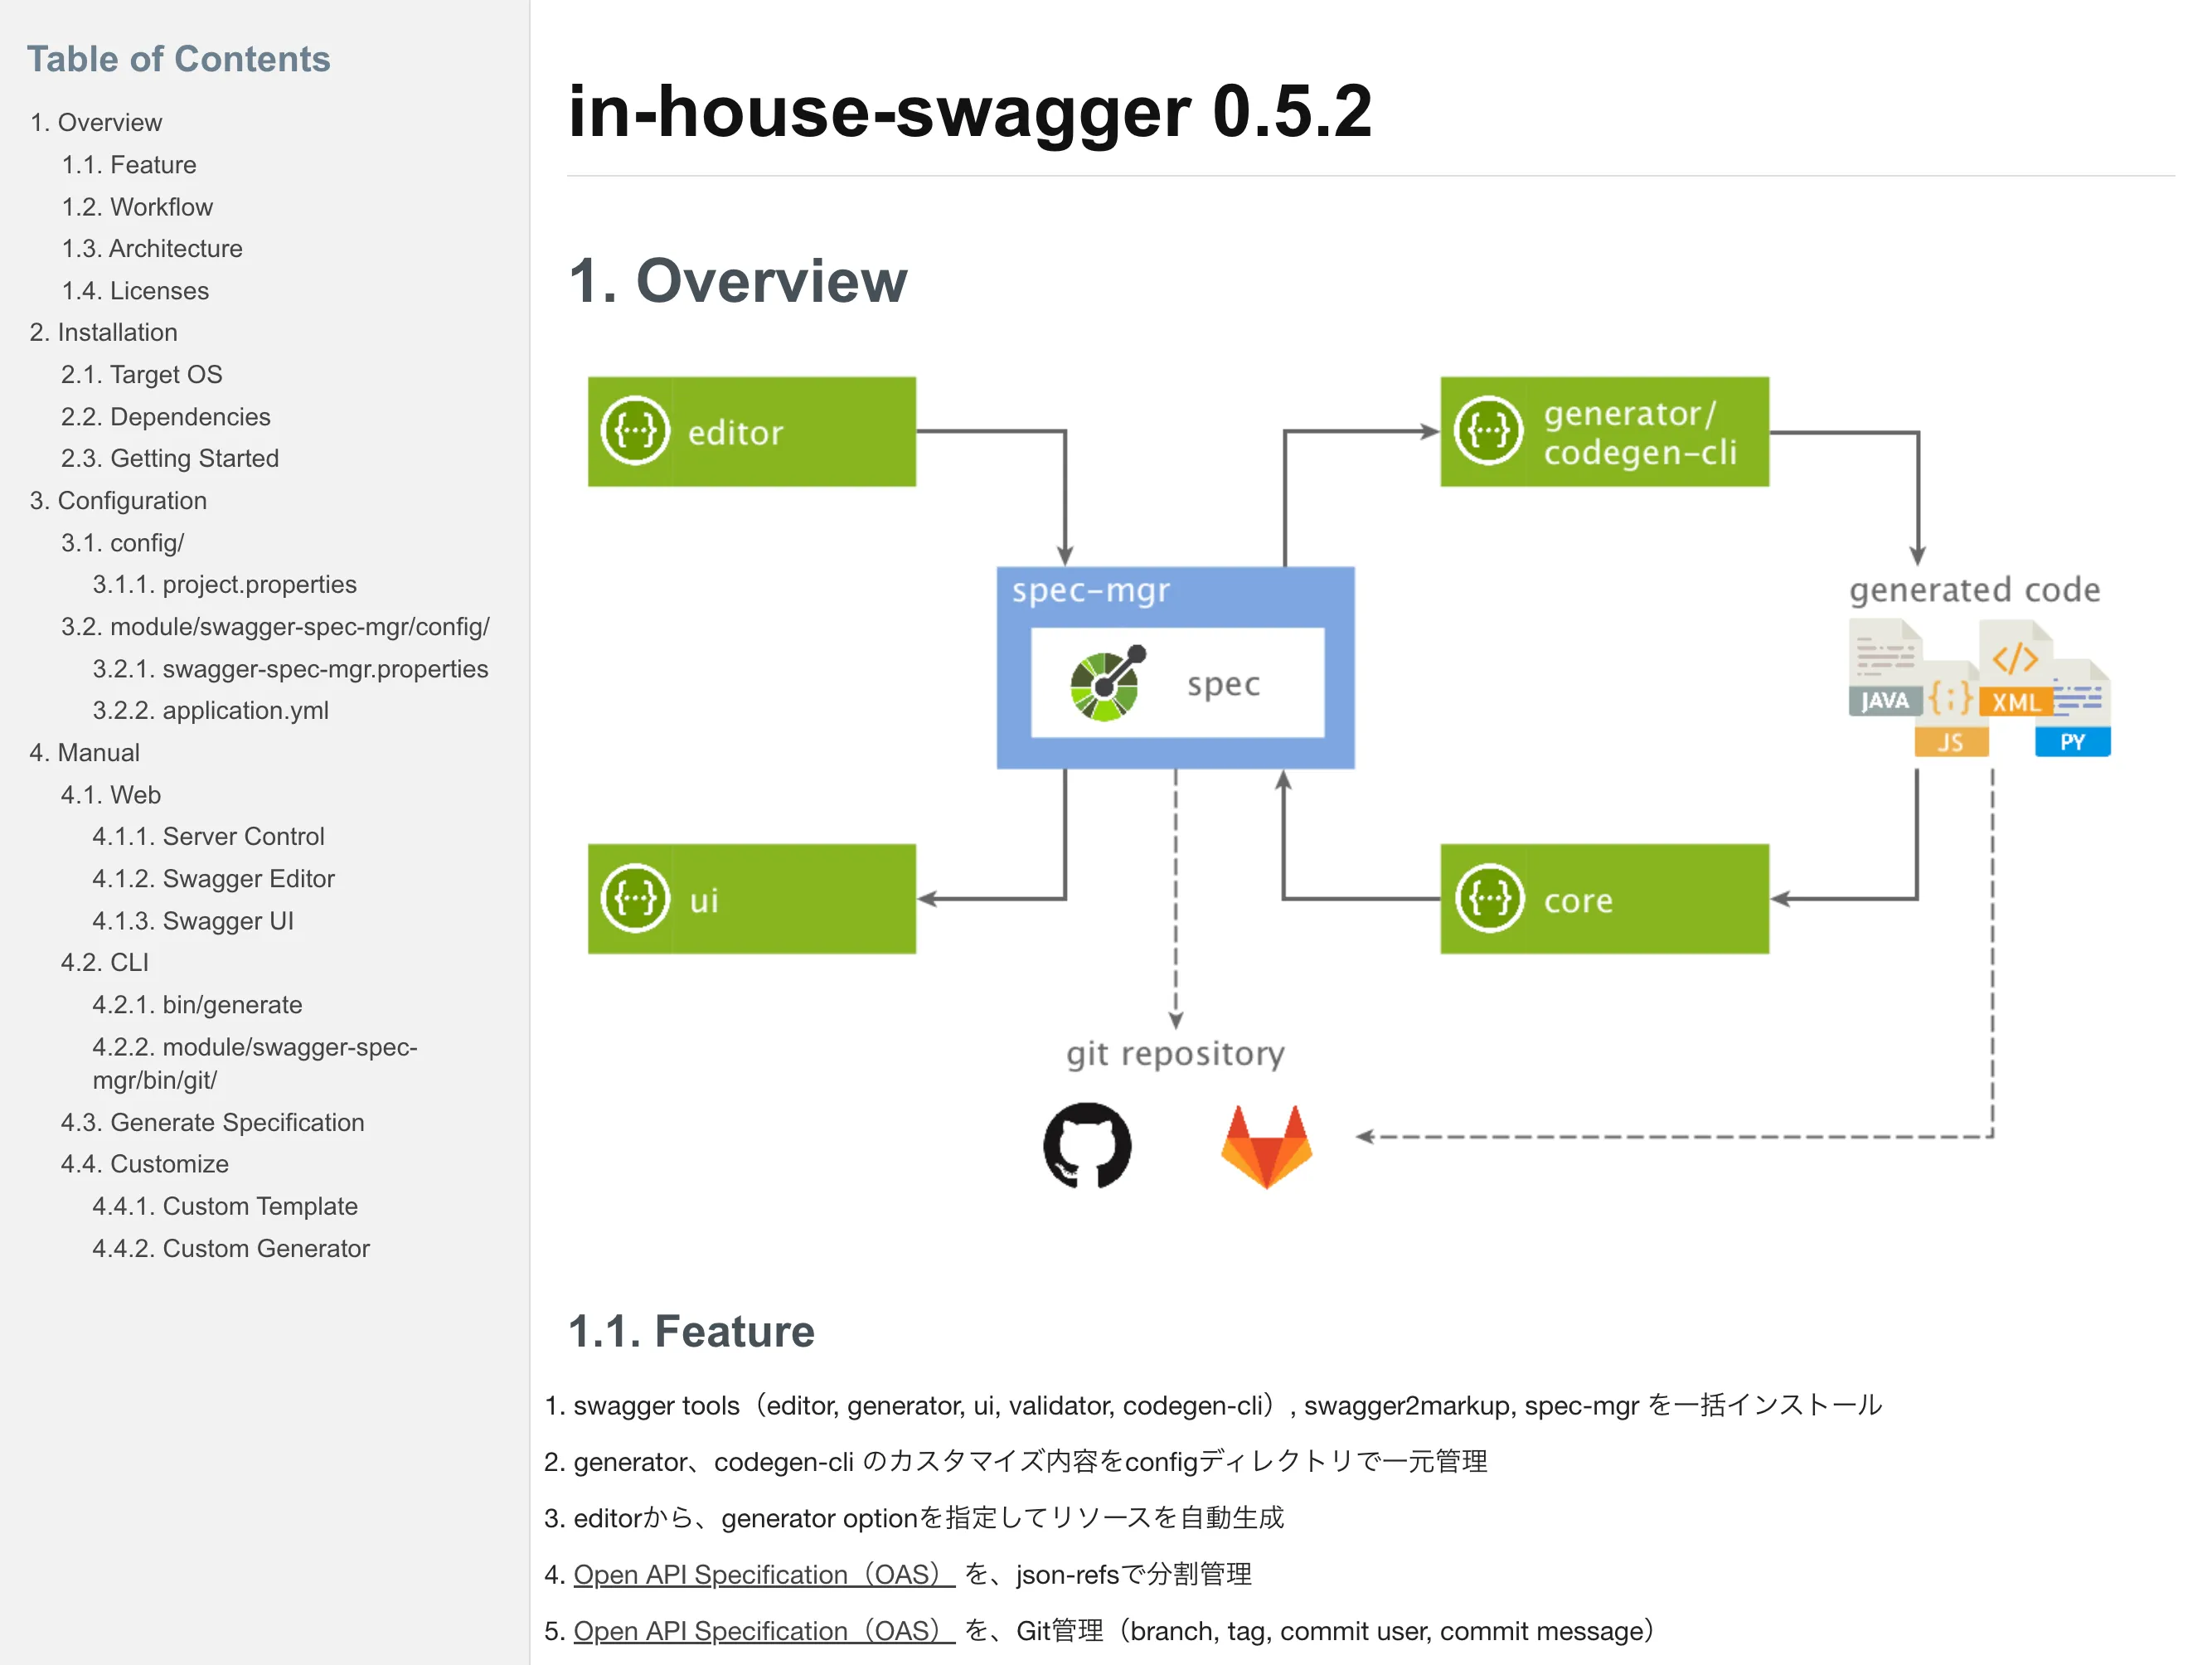 Table of Contents
1. Overview
1.1. Feature
1.2. Workflow
1.3. Architecture
1.4. Licenses
2. Installation
2.1. Target OS
2.2. Dependencies
2.3. Getting Started
3. Configuration
3.1. config/
3.1.1. project.properties
3.2. module/swagger-spec-mgr/config/
3.2.1. swagger-spec-mgr.properties
3.2.2. application.yml
4. Manual
4.1. Web
4.1.1. Server Control
4.1.2. Swagger Editor
4.1.3. Swagger UI
4.2. CLI
4.2.1. bin/generate
4.2.2. module/swagger-spec-
mgr/bin/git/
4.3. Generate Specification
4.4. Customize
4.4.1. Custom Template
4.4.2. Custom Generator
in-house-swagger 0.5.2
1. Overview
{···} editor
{···} generator/
codegen-cli
spec-mgr
spec
generated code
JAVA
{;}
JS
</>
XML
PY
{···} ui
{···} core
git repository
1.1. Feature
1. swagger tools（editor, generator, ui, validator, codegen-cli）, swagger2markup, spec-mgr を一括インストール
2. generator、codegen-cli のカスタマイズ内容をconfigディレクトリで一元管理
3. editorから、generator optionを指定してリソースを自動生成
4. Open API Specification（OAS） を、json-refsで分割管理
5. Open API Specification（OAS） を、Git管理（branch, tag, commit user, commit message）